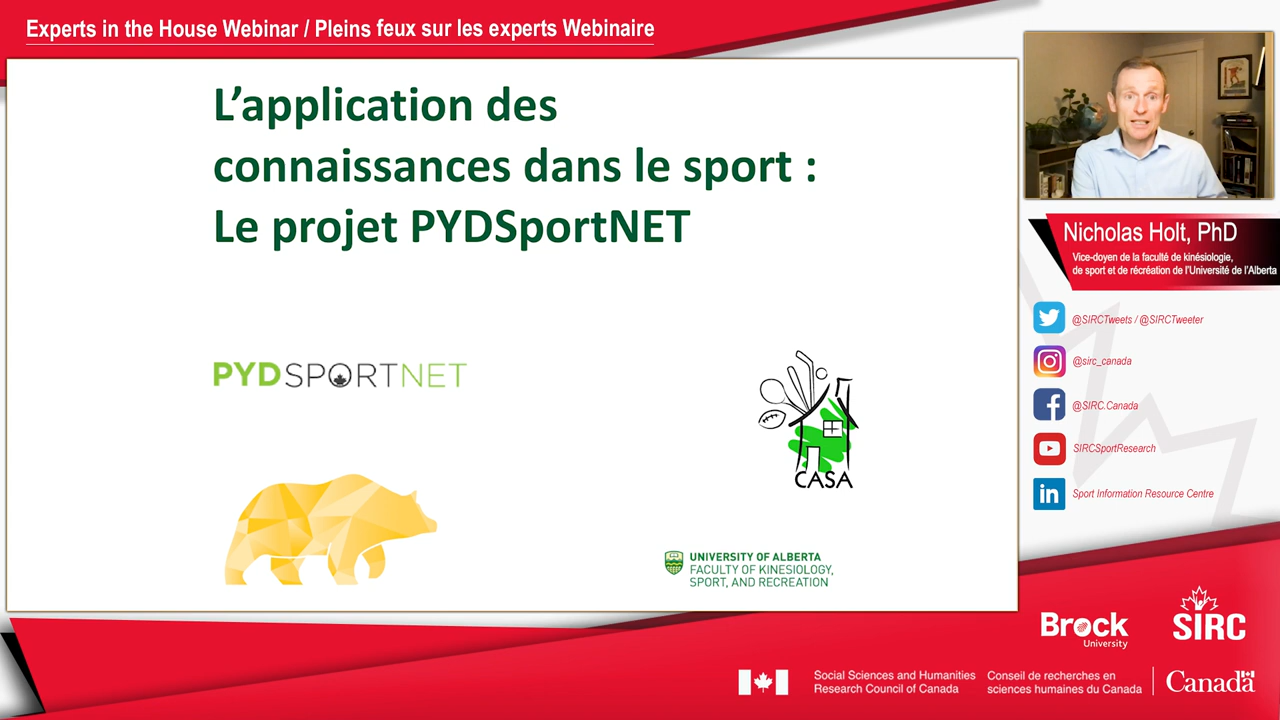 Experts in the House Webinar / Pleins feux sur les experts Webinaire
L’application des
connaissances dans le sport :
Le projet PYDSportNET
PYDSPORTNET
CASA
UNIVERSITY OF ALBERTA
FACULTY OF KINESIOLOGY,
SPORT, AND RECREATION
Nicholas Holt, PhD
Vice-doyen de la faculté de kinésiologie,
de sport et de récréation de l’Université de l’Alberta
@SIRCTweets / @SIRCTweeter
@sirc_canada
@SIRC.Canada
SIRCSportResearch
in Sport Information Resource Centre
Brock
University
SIRC
Social Sciences and Humanities
Research Council of Canada
Conseil de recherches en
sciences humaines du Canada
Canada